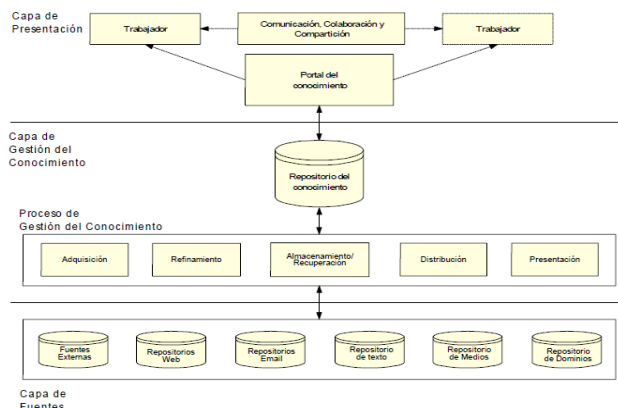 Capa de
Presentación
Trabajador
Comunicación, Colaboración y
Compartición
Trabajador
Portal del
conocimiento
Capa de
Gestión del
Conocimiento
Repositorio del
conocimiento
Proceso de
Gestión del Conocimiento
Adquisición
Refinamiento
Almacenamiento/
Recuperación
Distribución
Presentación
Fuentes
Externas
Repositorios
Web
Repositorios
Email
Repositorio
de texto
Repositorio
de Medios
Repositorio
de Dominios
Capa de
Fuentes